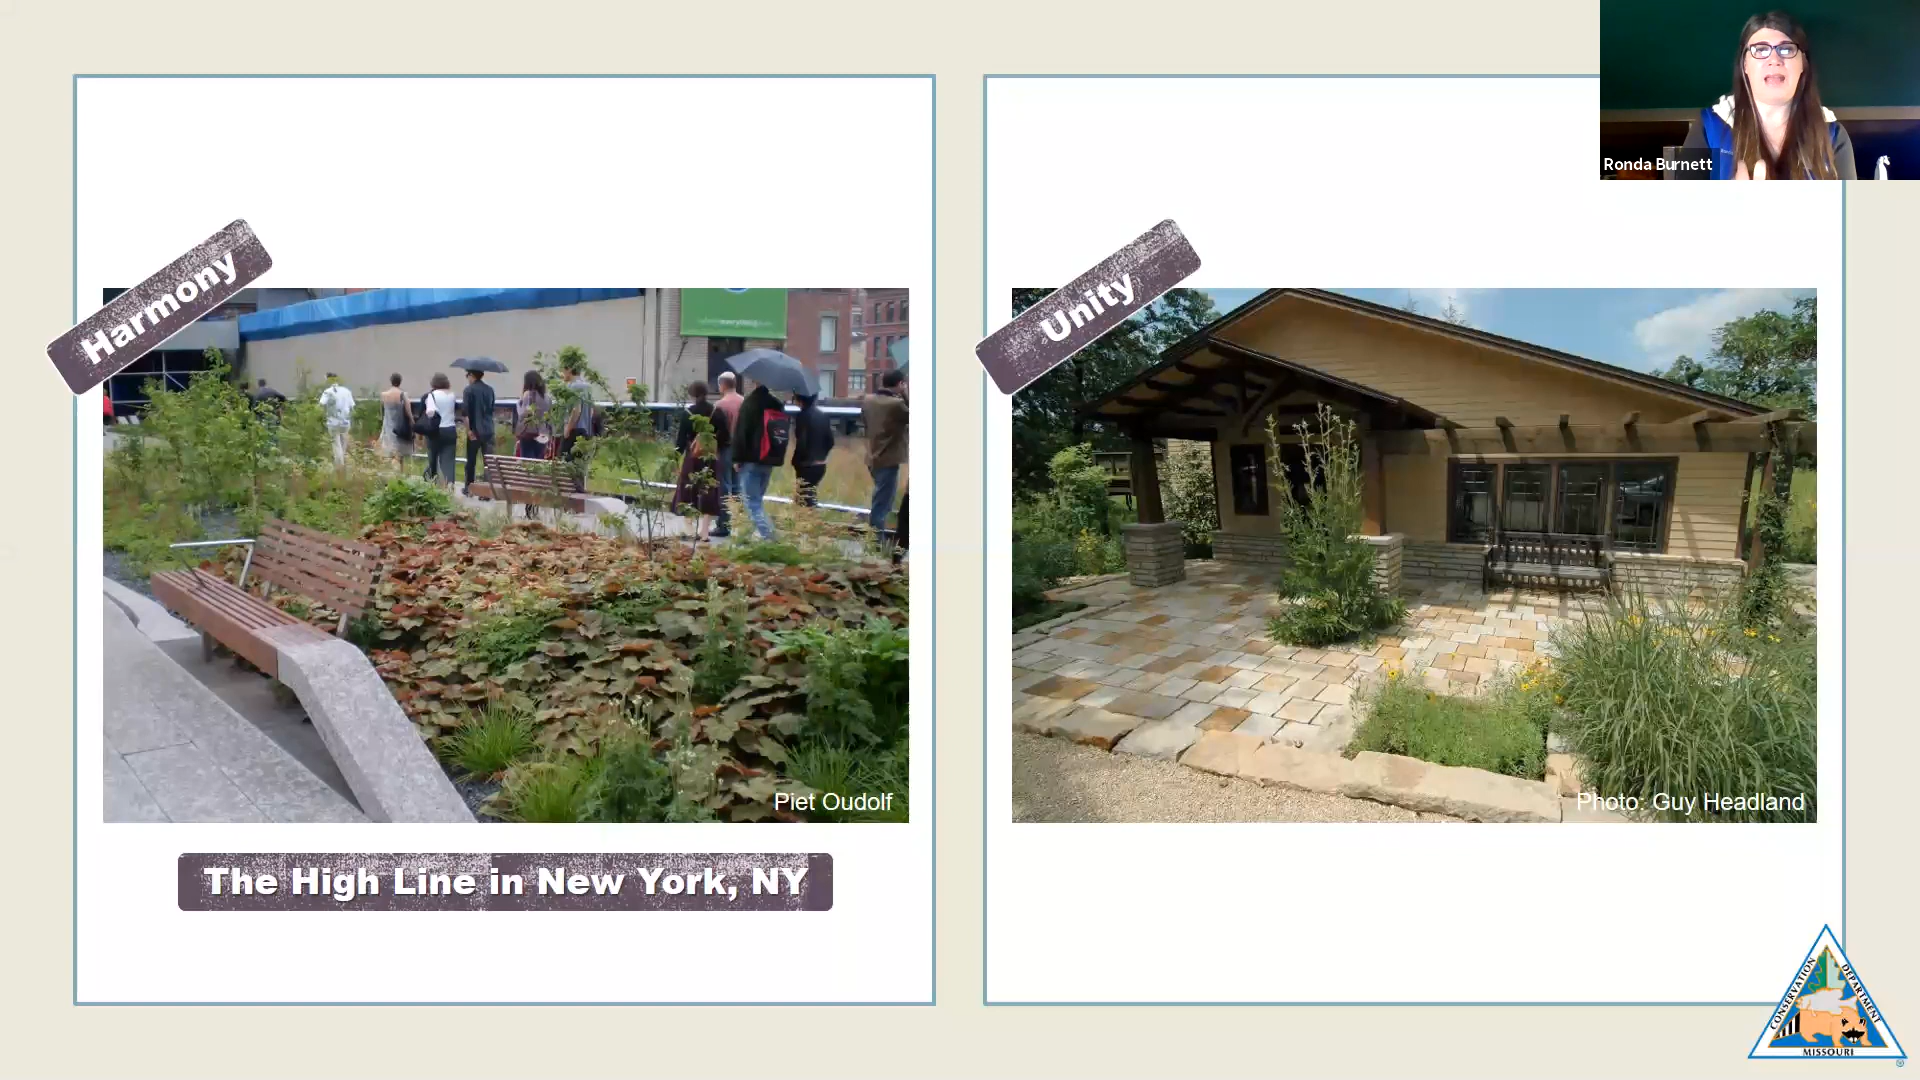 Ronda Burnett
Harmony
Unity
Piet Oudolf
Photo: Guy Headland
The High Line in New York, NY
CONSERVATION
DEPARTMENT
MISSOURI
®